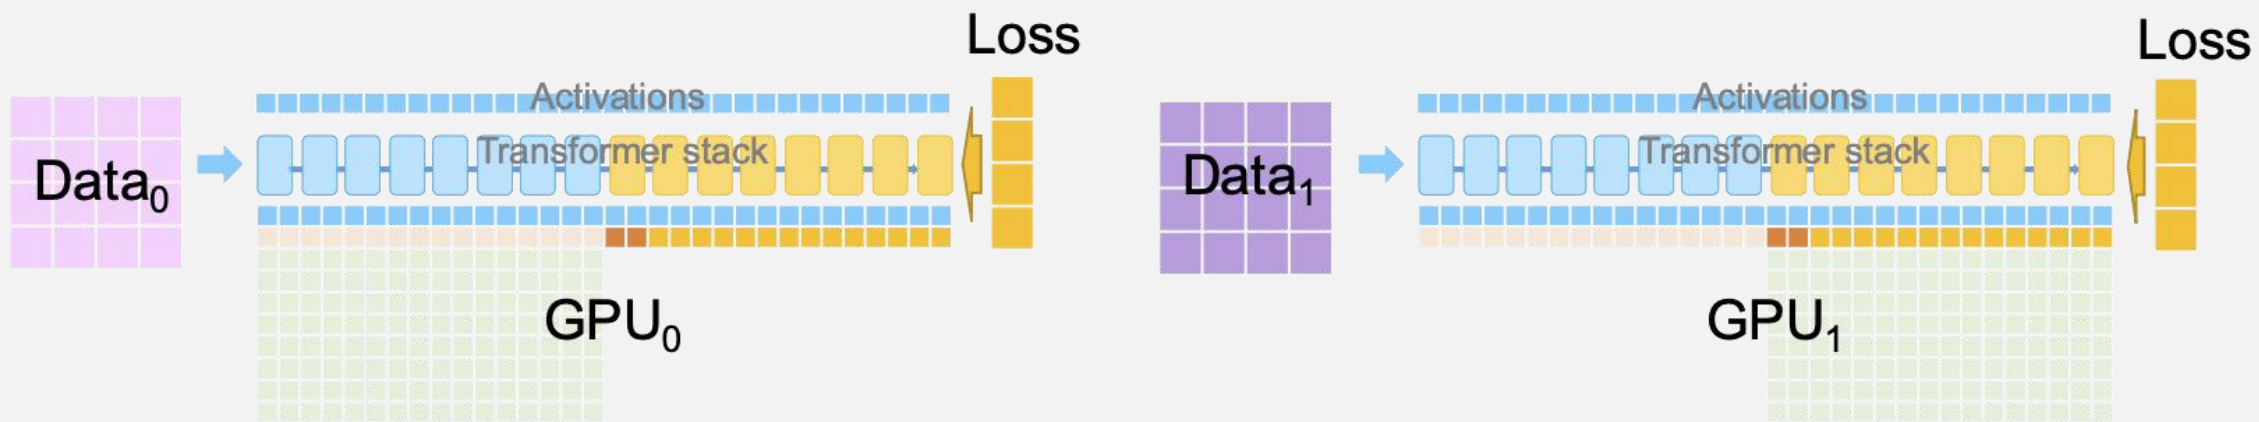 Loss
Activations
Transformer stack
Data₀
GPU₀
Loss
Activations
Transformer stack
Data₁
GPU₁